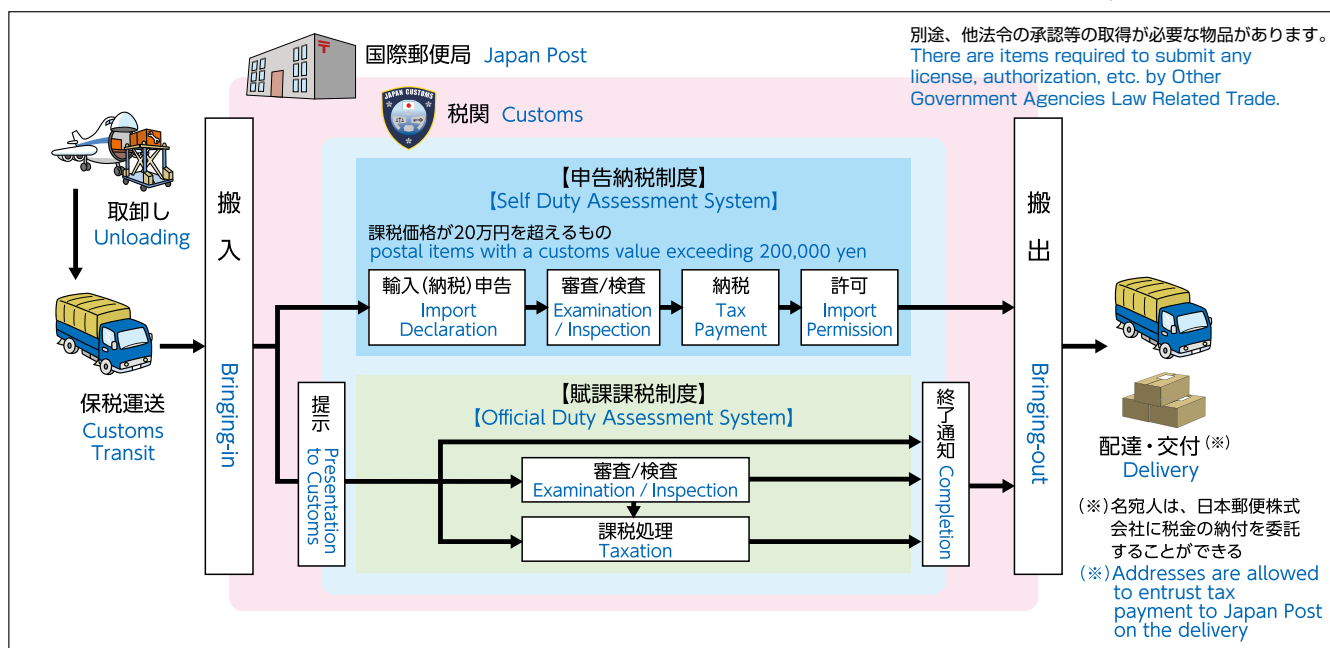 別途、他法令の承認等の取得が必要な物品があります。
There are items required to submit any
license, authorization, etc. by Other
Government Agencies Law Related Trade.
〒
国際郵便局 Japan Post
JAPAN CUSTOMS
税関 Customs
取卸し
Unloading
保税運送
Customs
Transit
搬入
Bringing-in
【申告納税制度】
【Self Duty Assessment System】
課税価格が20万円を超えるもの
postal items with a customs value exceeding 200,000 yen
輸入(納税)申告
Import
Declaration
審査/検査
Examination
/ Inspection
納税
Tax
Payment
許可
Import
Permission
提示
Presentation
to Customs
【賦課課税制度】
【Official Duty Assessment System】
審査/検査
Examination / Inspection
課税処理
Taxation
終了通知
Completion
搬出
Bringing-out
配達・交付(※)
Delivery
(※)名宛人は、日本郵便株式
会社に税金の納付を委託
することができる
(※)Addresses are allowed
to entrust tax
payment to Japan Post
on the delivery